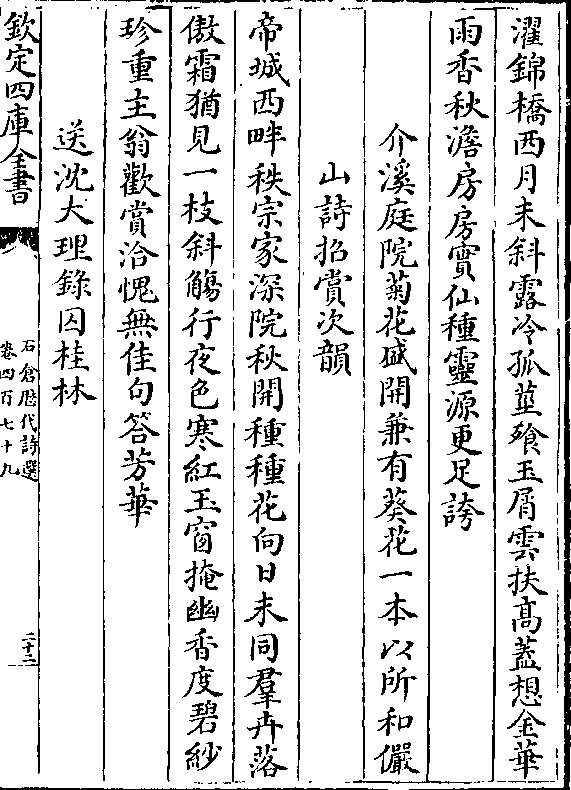 濯錦橋西月未斜露冷孤莖飱玉屑雲扶高葢想金華
雨香秋澹房房實仙種靈源更足誇
介溪庭院菊花盛開兼有葵花一本以所和儼
山詩招賞次韻
帝城西畔秩宗家深院秋開種種花向日未同羣卉落
傲霜猶見一枝斜觴行夜色寒紅玉窗掩幽香度碧紗
珍重主翁歡賞洽愧無佳句答芳華
送沈大理錄囚桂林
欽定四庫全書
石倉歴代詩選
卷四百七十九
二十二